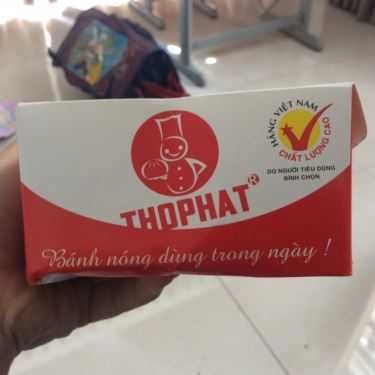 HÀNG VIỆT NAM
CHẤT LƯỢNG CAO
DO NGƯỜI TIÊU DÙNG
BÌNH CHỌN
THOPHAT®
Bánh nóng dùng trong ngày !